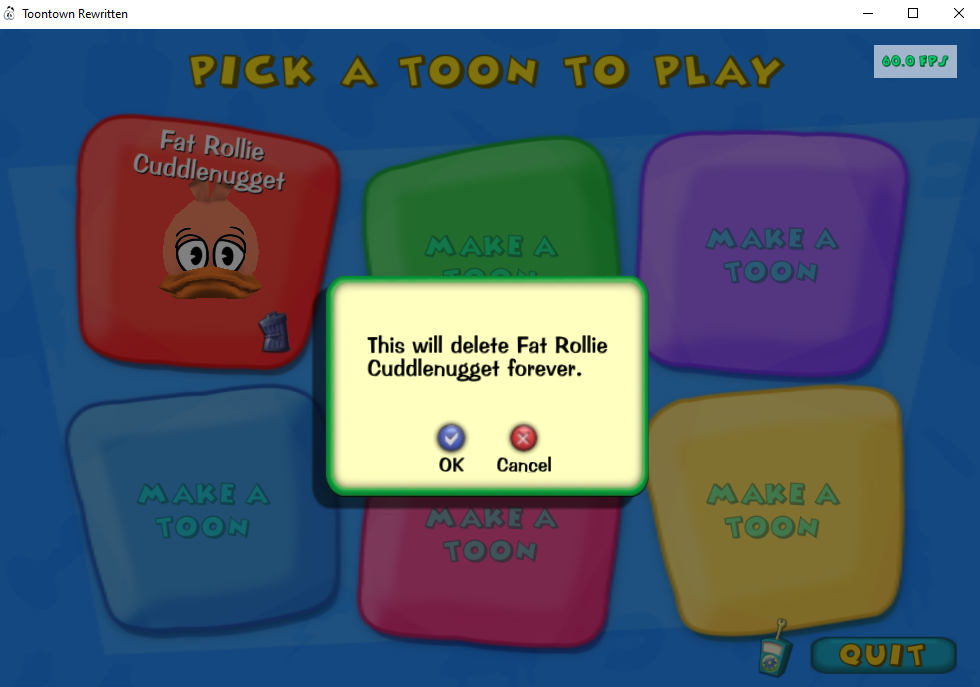 Toontown Rewritten
PICK A TOON TO PLAY
60.0 FPS
Fat Rollie
Cuddlenugget
MAKE A
TOON
MAKE A
TOON
This will delete Fat Rollie
Cuddlenugget forever.
OK
Cancel
MAKE A
TOON
MAKE A
TOON
MAKE A
TOON
QUIT